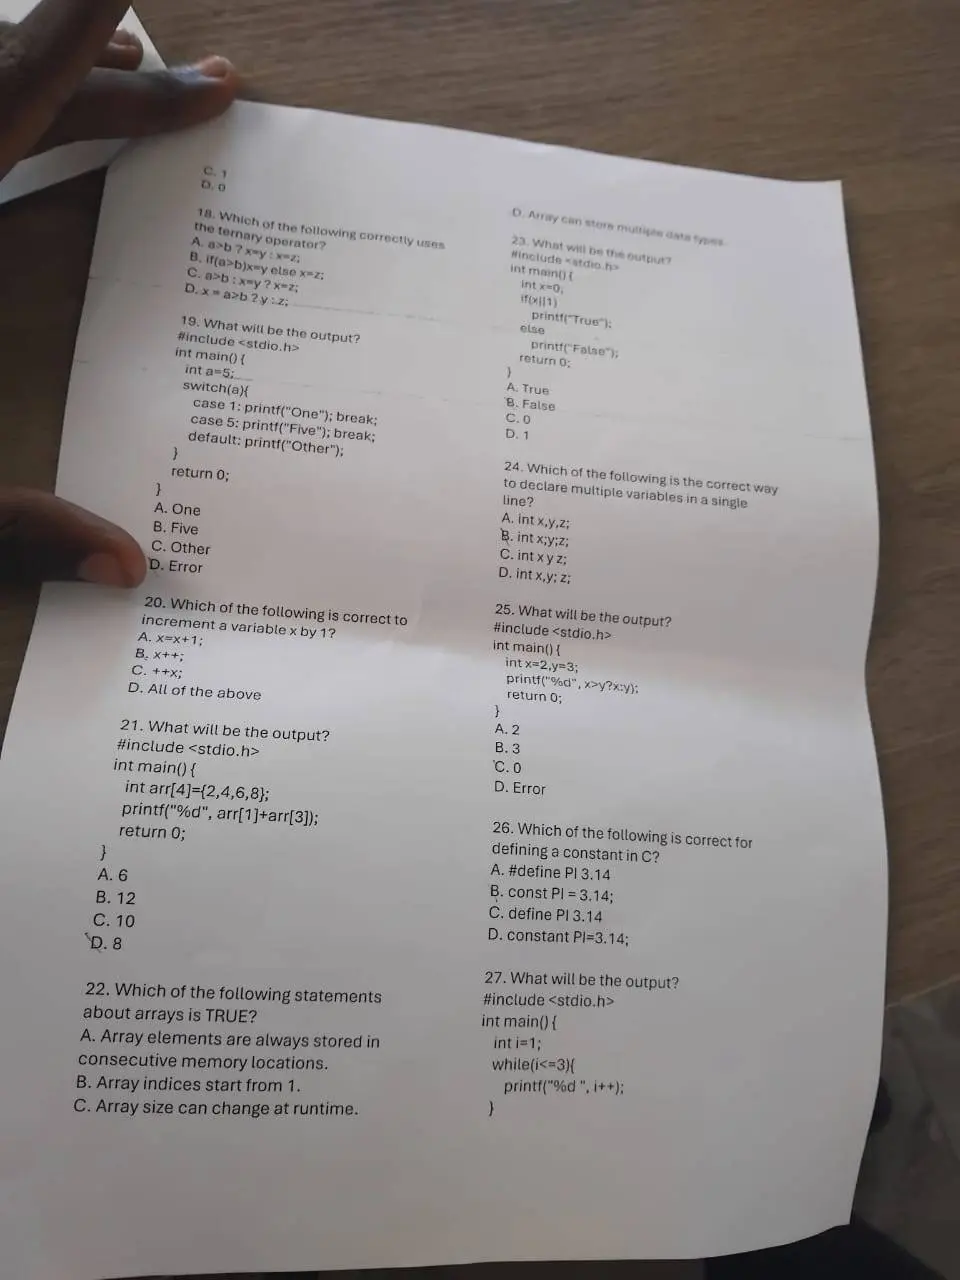 C. 1
D. 0
18. Which of the following correctly uses
the ternary operator?
A. a>b ? x=y : x=z;
B. if(a>b)x=y else x=z;
C. a>b : x=y ? x=z;
D. x = a>b ? y : z;
19. What will be the output?
#include <stdio.h>
int main() {
int a=5;
switch(a){
case 1: printf("One"); break;
case 5: printf("Five"); break;
default: printf("Other");
}
return 0;
}
A. One
B. Five
C. Other
D. Error
20. Which of the following is correct to
increment a variable x by 1?
A. x=x+1;
B. x++;
C. ++x;
D. All of the above
21. What will be the output?
#include <stdio.h>
int main() {
int arr[4]={2,4,6,8};
printf("%d", arr[1]+arr[3]);
return 0;
}
A. 6
B. 12
C. 10
D. 8
22. Which of the following statements
about arrays is TRUE?
A. Array elements are always stored in
consecutive memory locations.
B. Array indices start from 1.
C. Array size can change at runtime.
D. Array can store multiple data types.
23. What will be the output?
#include <stdio.h>
int main() {
int x=0;
if(x||1)
printf("True");
else
printf("False");
return 0;
}
A. True
B. False
C. 0
D. 1
24. Which of the following is the correct way
to declare multiple variables in a single
line?
A. int x,y,z;
B. int x;y;z;
C. int x y z;
D. int x,y; z;
25. What will be the output?
#include <stdio.h>
int main() {
int x=2,y=3;
printf("%d", x>y?x:y);
return 0;
}
A. 2
B. 3
C. 0
D. Error
26. Which of the following is correct for
defining a constant in C?
A. #define PI 3.14
B. const PI = 3.14;
C. define PI 3.14
D. constant PI=3.14;
27. What will be the output?
#include <stdio.h>
int main() {
int i=1;
while(i<=3){
printf("%d ", i++);
}